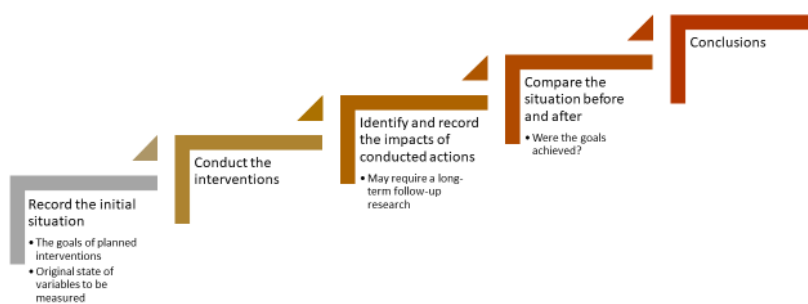 Record the initial
situation
• The goals of planned
interventions
• Original state of
variables to be
measured
Conduct the
interventions
Identify and record
the impacts of
conducted actions
• May require a long-
term follow-up
research
Compare the
situation before
and after
• Were the goals
achieved?
Conclusions